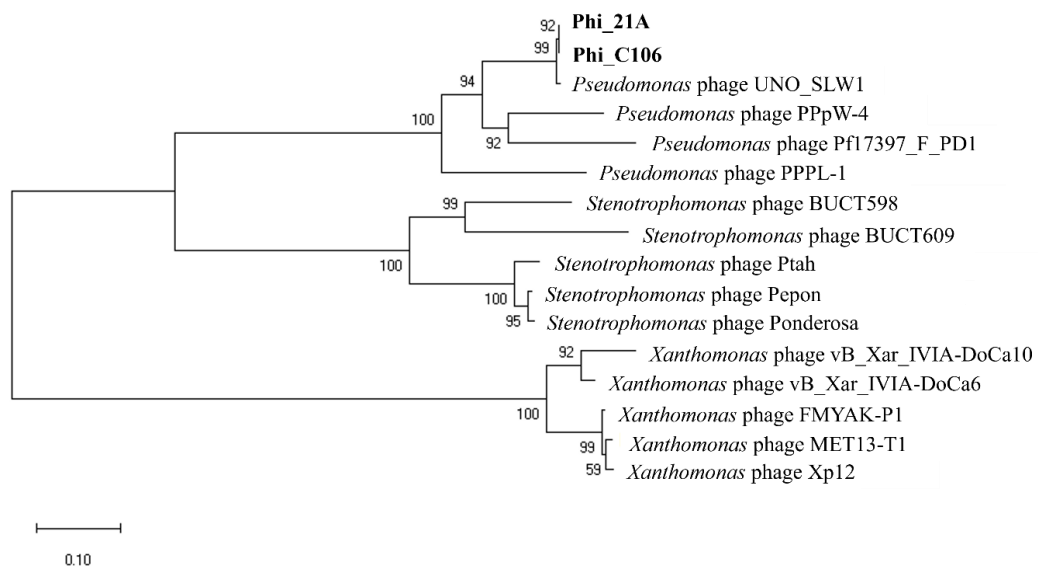 92
Phi_21A
99
Phi_C106
Pseudomonas phage UNO_SLW1
94
Pseudomonas phage PPpW-4
100
92
Pseudomonas phage Pf17397_F_PD1
Pseudomonas phage PPPL-1
99
Stenotrophomonas phage BUCT598
Stenotrophomonas phage BUCT609
100
Stenotrophomonas phage Ptah
100
Stenotrophomonas phage Pepon
95
Stenotrophomonas phage Ponderosa
92
Xanthomonas phage vB_Xar_IVIA-DoCa10
Xanthomonas phage vB_Xar_IVIA-DoCa6
100
Xanthomonas phage FMYAK-P1
99
Xanthomonas phage MET13-T1
59
Xanthomonas phage Xp12
0.10